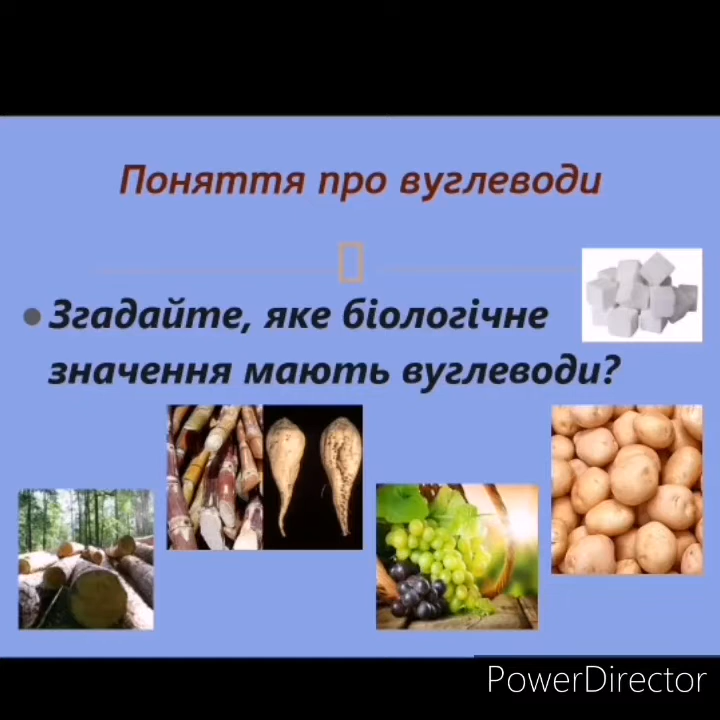 Поняття про вуглеводи
Згадайте, яке біологічне
значення мають вуглеводи?
PowerDirector